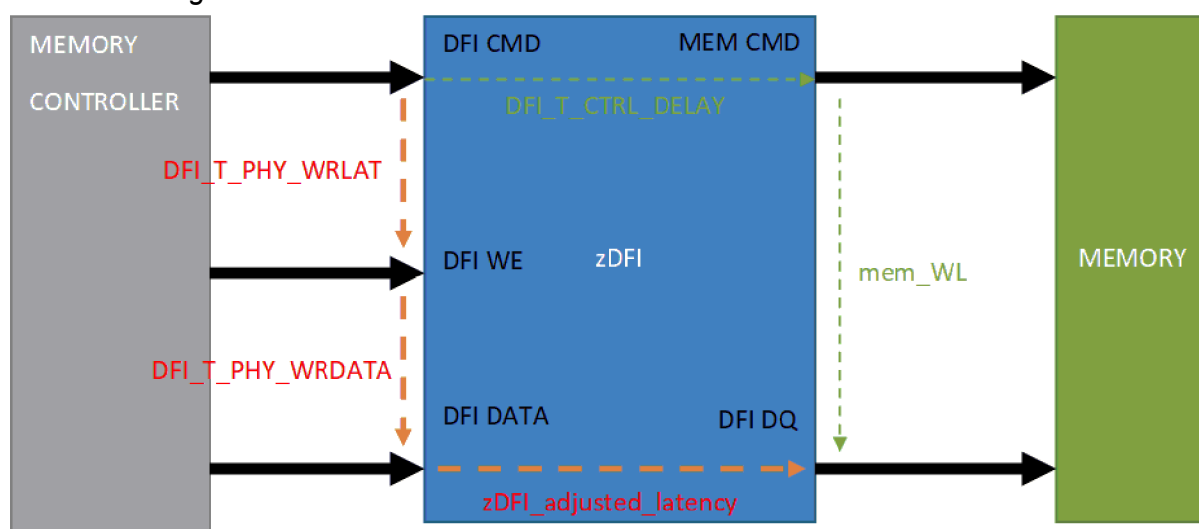 MEMORY
CONTROLLER
DFI CMD
MEM CMD
DFI_T_CTRL_DELAY
DFI_T_PHY_WRLAT
DFI WE
zDFI
mem_WL
MEMORY
DFI_T_PHY_WRDATA
DFI DATA
DFI DQ
zDFI_adjusted_latency